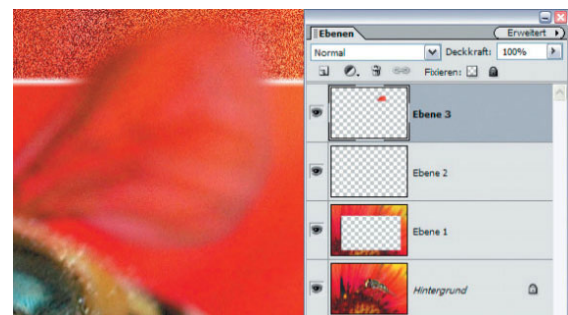 Ebenen
Erweitert
Normal Deckkraft: 100%
Fixieren:
Ebene 3
Ebene 2
Ebene 1
Hintergrund